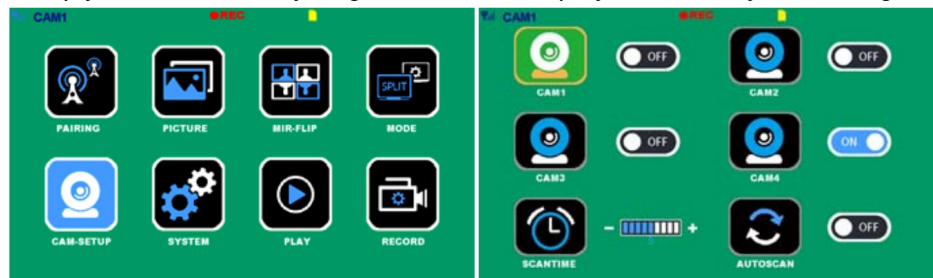 CAM1 REC
PAIRING PICTURE MIR-FLIP MODE
SPLIT
CAM-SETUP SYSTEM PLAY RECORD
CAM1 REC
OFF OFF
CAM1 CAM2
OFF ON
CAM3 CAM4
- 5 + OFF
SCANTIME AUTOSCAN